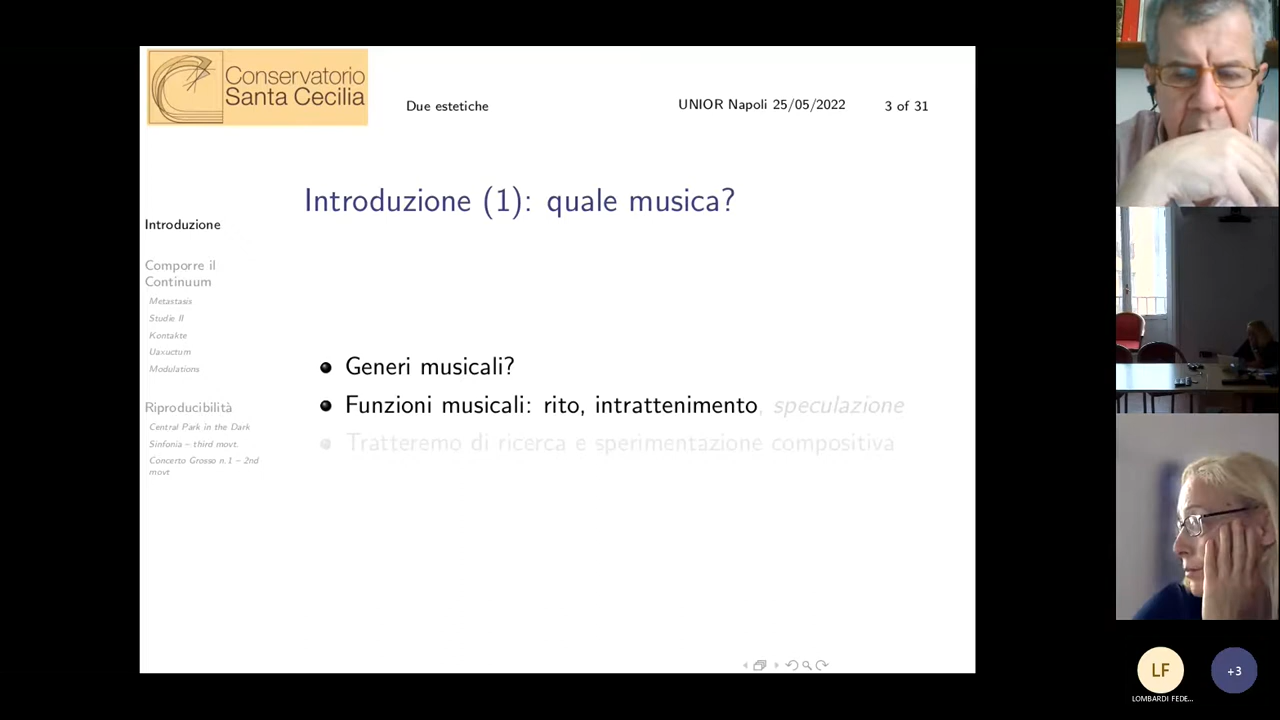 Conservatorio
Santa Cecilia
Due estetiche
UNIOR Napoli 25/05/2022
3 of 31
Introduzione (1): quale musica?
Introduzione
Comporre il
Continuum
Metastasis
Studie II
Kontakte
Uaxuctum
Modulations
Riproducibilità
Central Park in the Dark
Sinfonia – third movt.
Concerto Grosso n.1 – 2nd
movt
Generi musicali?
Funzioni musicali: rito, intrattenimento, speculazione
Tratteremo di ricerca e sperimentazione compositiva
LF
LOMBARDI FEDE...
+3